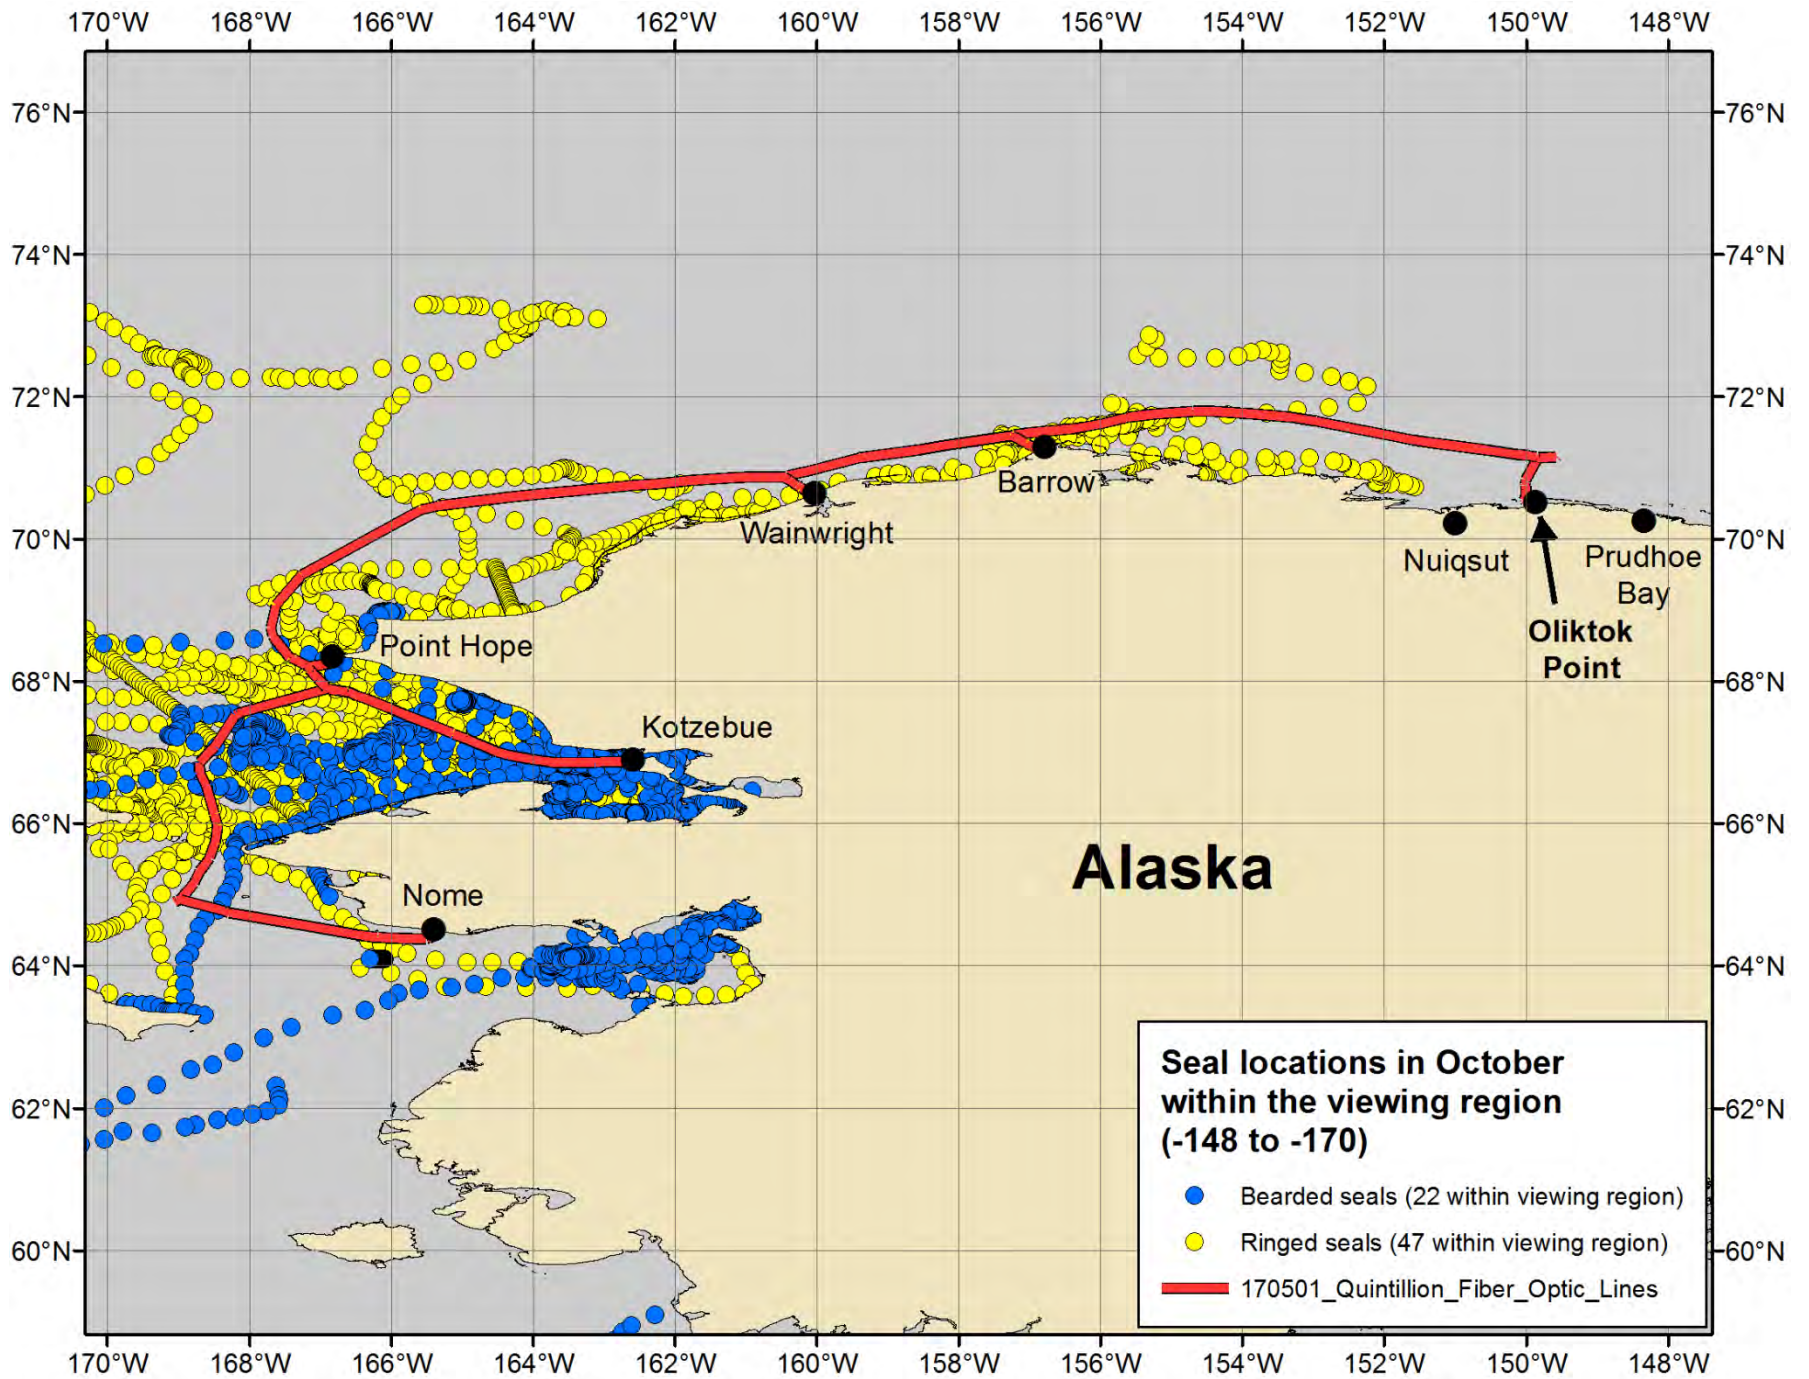 170°W 168°W 166°W 164°W 162°W 160°W 158°W 156°W 154°W 152°W 150°W 148°W
76°N 76°N
74°N 74°N
72°N 72°N
Barrow
Wainwright
70°N 70°N
Nuiqsut
Prudhoe
Bay
Oliktok
Point
Point Hope
68°N 68°N
Kotzebue
66°N 66°N
Alaska
Nome
64°N 64°N
62°N 62°N
60°N 60°N
Seal locations in October
within the viewing region
(-148 to -170)
Bearded seals (22 within viewing region)
Ringed seals (47 within viewing region)
170501_Quintillion_Fiber_Optic_Lines
170°W 168°W 166°W 164°W 162°W 160°W 158°W 156°W 154°W 152°W 150°W 148°W